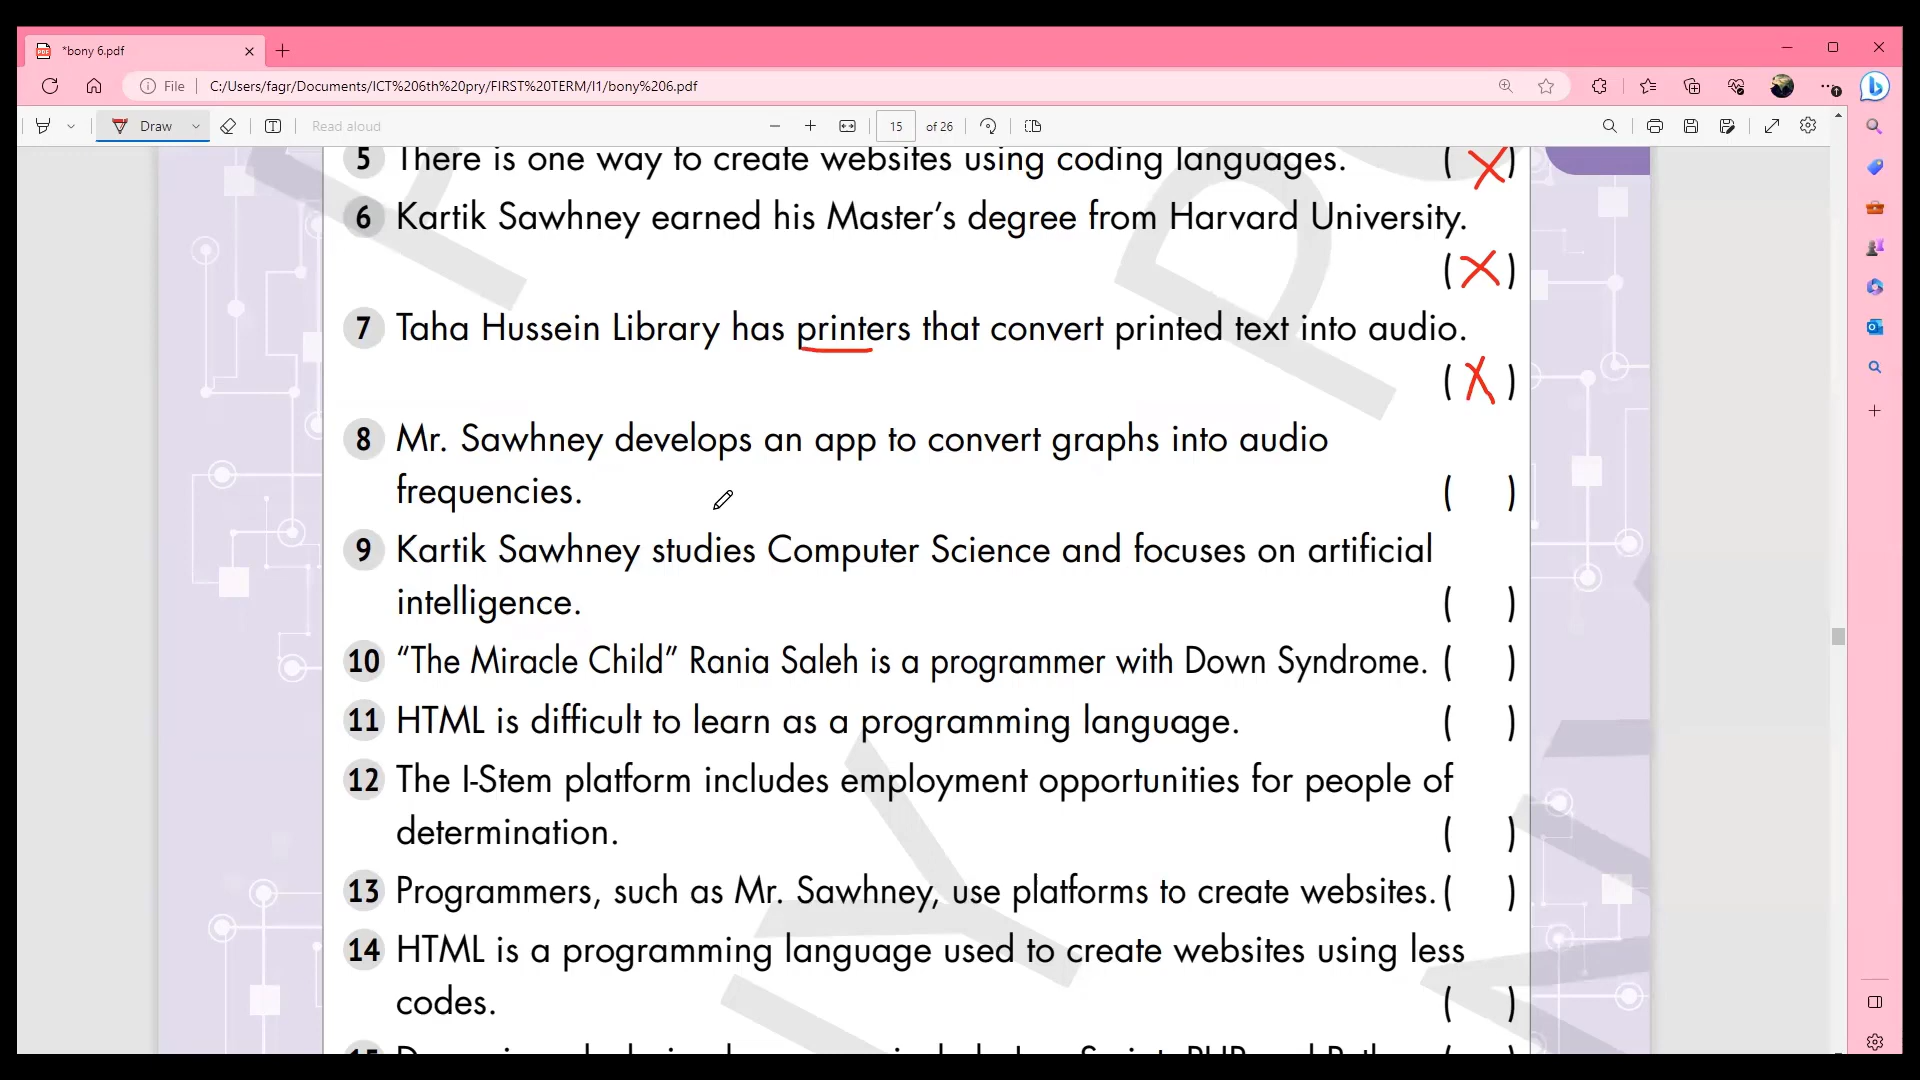 *bony 6.pdf
File
C:/Users/fagr/Documents/ICT%206th%20pry/FIRST%20TERM/l1/bony%206.pdf
Draw
Read aloud
15
of 26
5 There is one way to create websites using coding languages. ( X )
6 Kartik Sawhney earned his Master's degree from Harvard University.
( X )
7 Taha Hussein Library has printers that convert printed text into audio.
( X )
8 Mr. Sawhney develops an app to convert graphs into audio
frequencies. ( )
9 Kartik Sawhney studies Computer Science and focuses on artificial
intelligence. ( )
10 “The Miracle Child” Rania Saleh is a programmer with Down Syndrome. ( )
11 HTML is difficult to learn as a programming language. ( )
12 The I-Stem platform includes employment opportunities for people of
determination. ( )
13 Programmers, such as Mr. Sawhney, use platforms to create websites. ( )
14 HTML is a programming language used to create websites using less
codes. ( )